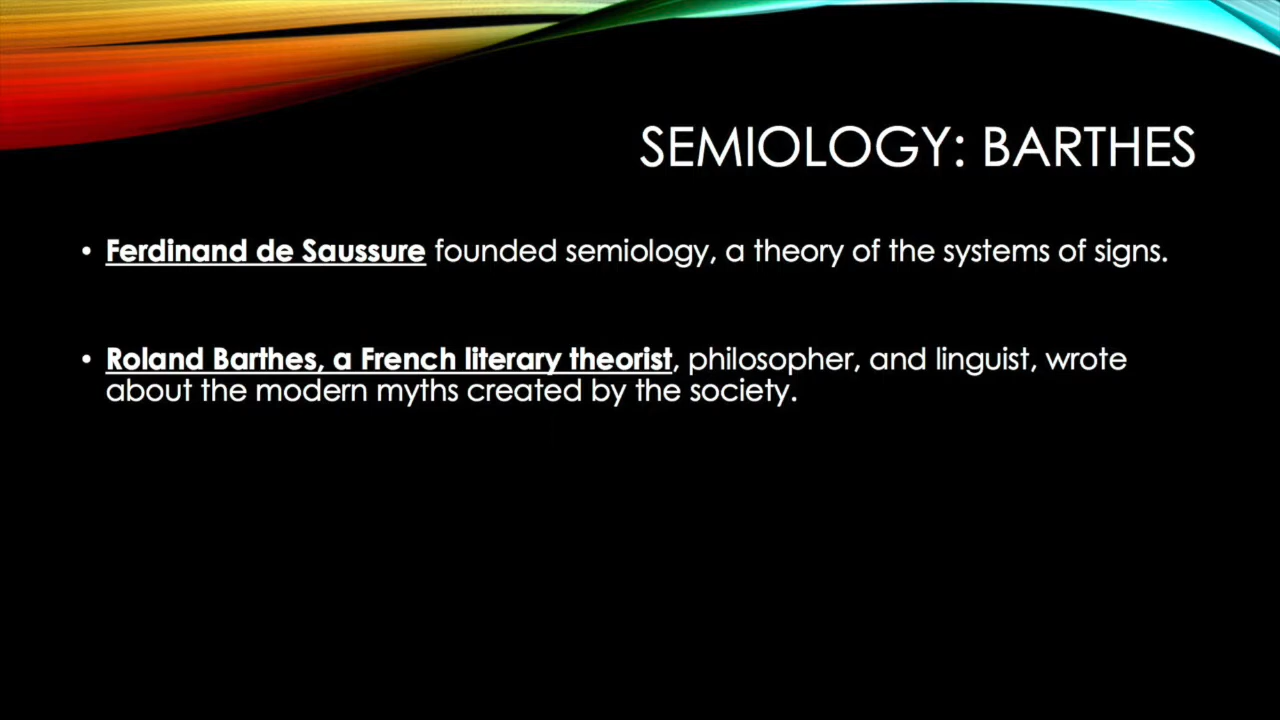 SEMIOLOGY: BARTHES
• Ferdinand de Saussure founded semiology, a theory of the systems of signs.
• Roland Barthes, a French literary theorist, philosopher, and linguist, wrote
about the modern myths created by the society.